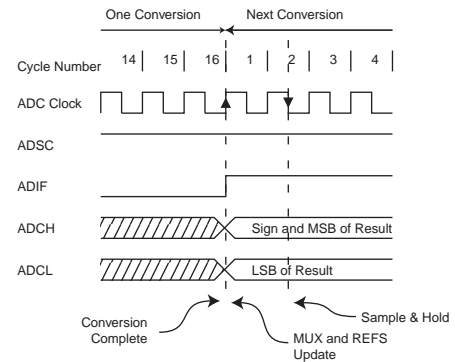 One Conversion Next Conversion
Cycle Number 14 15 16 1 2 3 4
ADC Clock
ADSC
ADIF
ADCH Sign and MSB of Result
ADCL LSB of Result
Conversion
Complete
MUX and REFS
Update
Sample & Hold